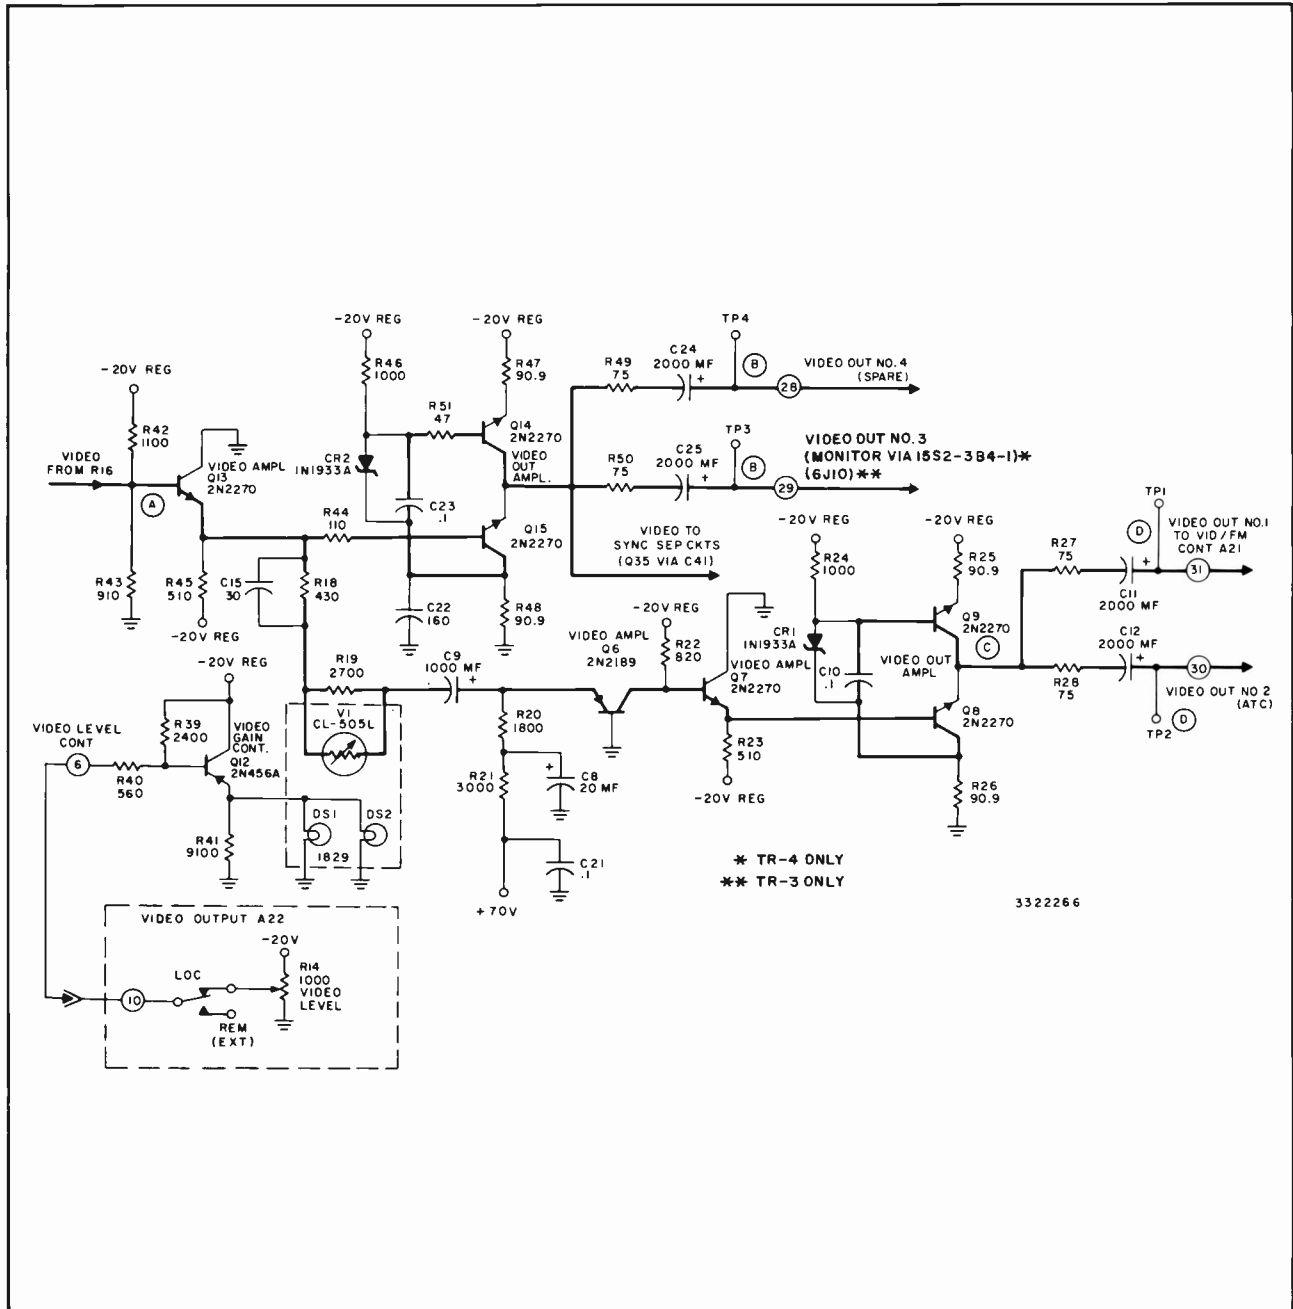 -20V REG
R42
1100
VIDEO
FROM R16
A
R43
910
VIDEO AMPL
Q13
2N2270
R45
510
-20V REG
C15
30
R18
430
R44
110
-20V REG
R46
1000
CR2
1N1933A
R51
47
C23
.1
C22
160
-20V REG
R47
90.9
Q14
2N2270
VIDEO
OUT
AMPL.
Q15
2N2270
R48
90.9
R49
75
C24
2000 MF
+
TP4
B
28
VIDEO OUT NO.4
(SPARE)
R50
75
C25
2000 MF
+
TP3
B
29
VIDEO OUT NO. 3
(MONITOR VIA 15S2-3B4-1)*
(6J10)**
VIDEO TO
SYNC SEP CKTS
(Q35 VIA C41)
-20V REG
R39
2400
VIDEO
GAIN
CONT.
Q12
2N456A
VIDEO LEVEL
CONT
6
R40
560
R41
9100
R19
2700
V1
CL-505L
DS1
DS2
1829
C9
1000 MF
+
R20
1800
R21
3000
+
C8
20 MF
C21
.1
+70V
VIDEO AMPL
Q6
2N2189
-20V REG
R22
820
VIDEO AMPL
Q7
2N2270
R23
510
-20V REG
-20V REG
R24
1000
CR1
1N1933A
C10
.1
-20V REG
R25
90.9
Q9
2N2270
C
VIDEO OUT
AMPL
Q8
2N2270
R26
90.9
R27
75
C11
2000 MF
+
TP1
D
31
VIDEO OUT NO.1
TO VID/FM
CONT A21
R28
75
C12
2000 MF
+
TP2
D
30
VIDEO OUT NO 2
(ATC)
* TR-4 ONLY
** TR-3 ONLY
3322266
VIDEO OUTPUT A22
-20V
R14
1000
VIDEO
LEVEL
LOC
10
REM
(EXT)